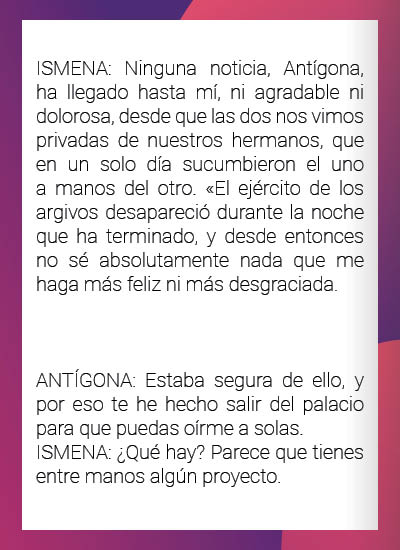 ISMENA: Ninguna noticia, Antígona,
ha llegado hasta mí, ni agradable ni
dolorosa, desde que las dos nos vimos
privadas de nuestros hermanos, que
en un solo día sucumbieron el uno
a manos del otro. «El ejército de los
argivos desapareció durante la noche
que ha terminado, y desde entonces
no sé absolutamente nada que me
haga más feliz ni más desgraciada.
ANTÍGONA: Estaba segura de ello, y
por eso te he hecho salir del palacio
para que puedas oírme a solas.
ISMENA: ¿Qué hay? Parece que tienes
entre manos algún proyecto.